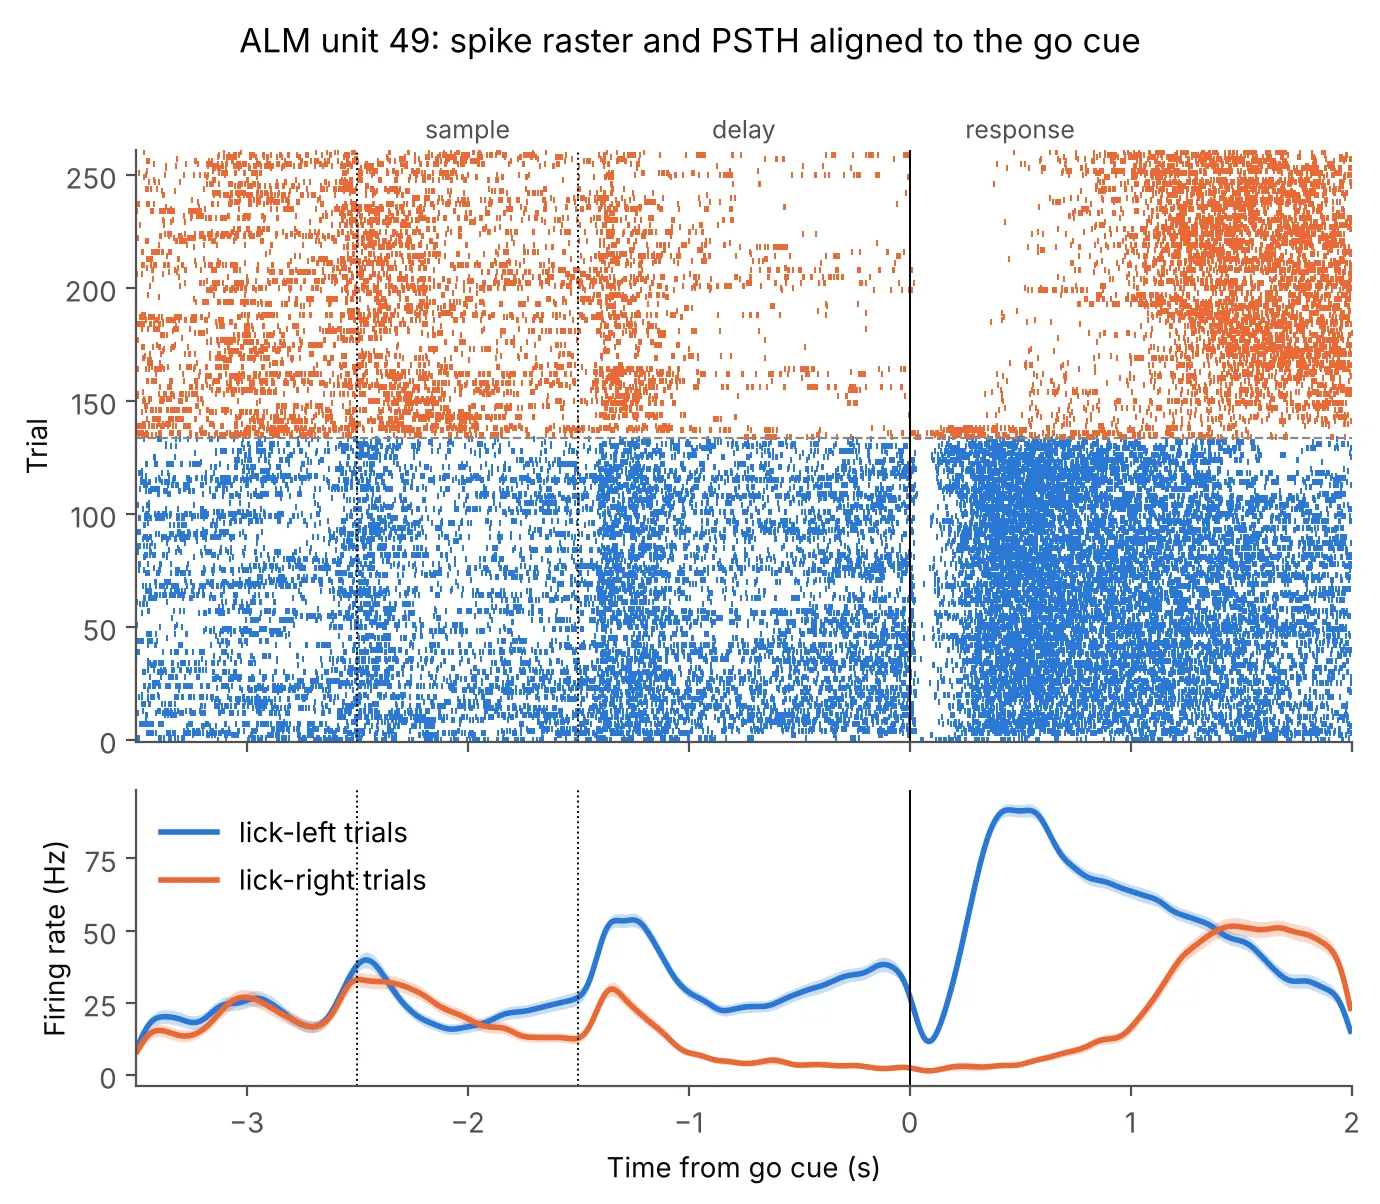 ALM unit 49: spike raster and PSTH aligned to the go cue
sample delay response
250
200
150
100
50
0
Trial
lick-left trials
lick-right trials
75
50
25
0
Firing rate (Hz)
−3 −2 −1 0 1 2
Time from go cue (s)